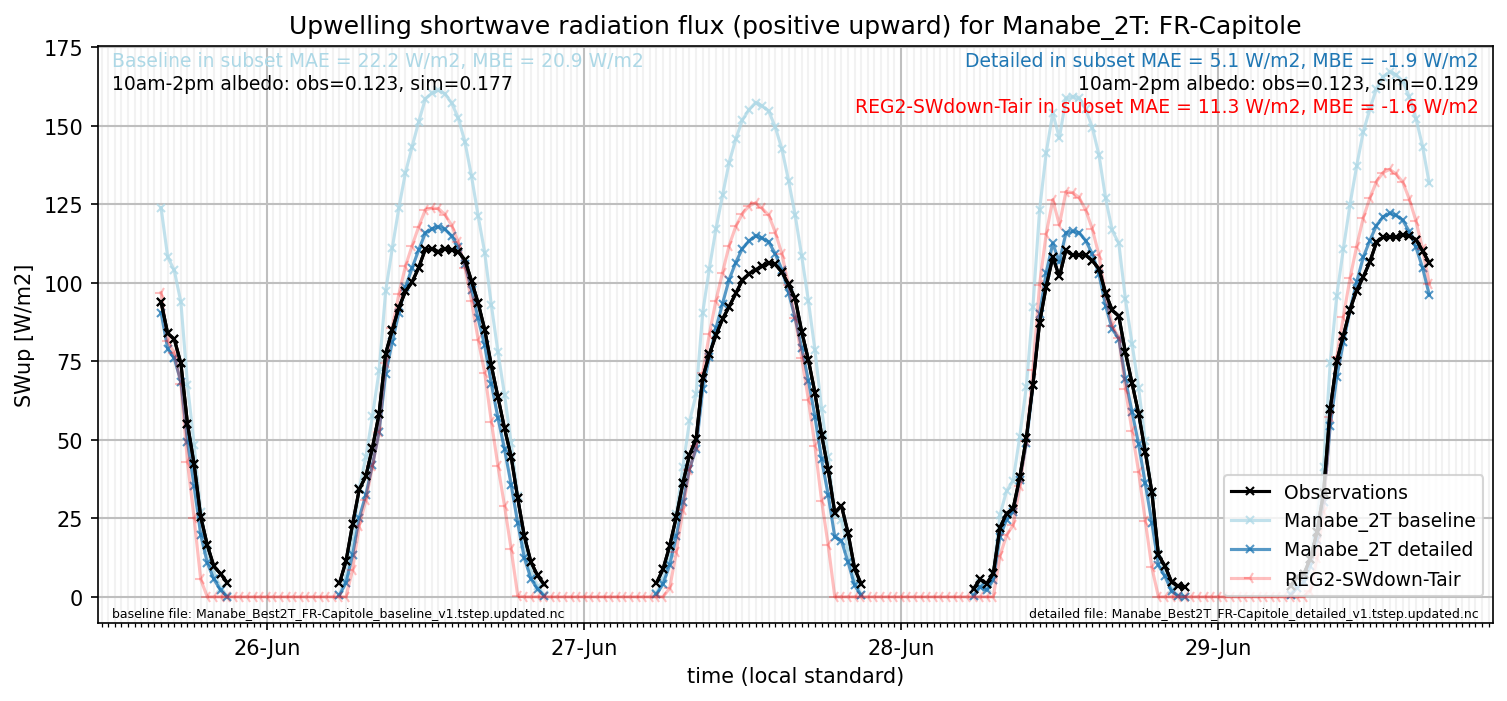 Upwelling shortwave radiation flux (positive upward) for Manabe_2T: FR-Capitole
Baseline in subset MAE = 22.2 W/m2, MBE = 20.9 W/m2
10am-2pm albedo: obs=0.123, sim=0.177
Detailed in subset MAE = 5.1 W/m2, MBE = -1.9 W/m2
10am-2pm albedo: obs=0.123, sim=0.129
REG2-SWdown-Tair in subset MAE = 11.3 W/m2, MBE = -1.6 W/m2
175
150
125
100
75
50
25
0
SWup [W/m2]
Observations
Manabe_2T baseline
Manabe_2T detailed
REG2-SWdown-Tair
baseline file: Manabe_Best2T_FR-Capitole_baseline_v1.tstep.updated.nc
detailed file: Manabe_Best2T_FR-Capitole_detailed_v1.tstep.updated.nc
26-Jun
27-Jun
28-Jun
29-Jun
time (local standard)